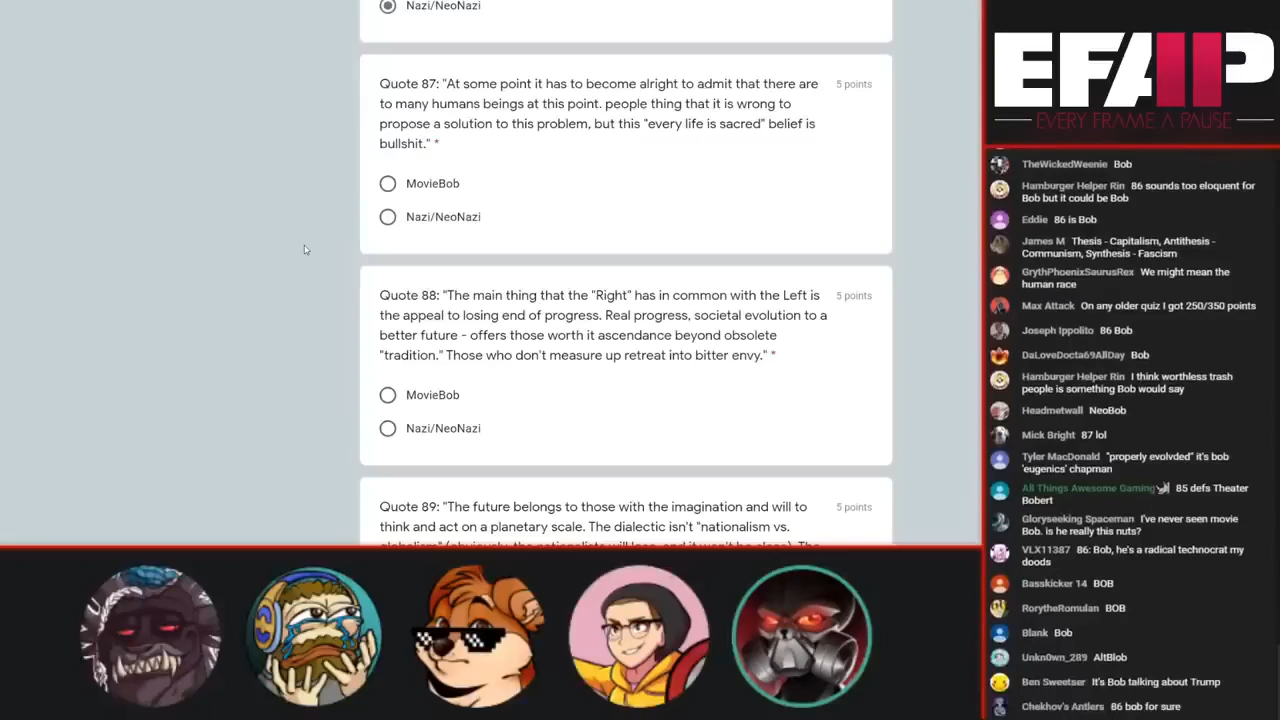 Nazi/NeoNazi
Quote 87: "At some point it has to become alright to admit that there are
to many humans beings at this point. people thing that it is wrong to
propose a solution to this problem, but this "every life is sacred" belief is
bullshit." *
5 points
MovieBob
Nazi/NeoNazi
Quote 88: "The main thing that the "Right" has in common with the Left is
the appeal to losing end of progress. Real progress, societal evolution to a
better future - offers those worth it ascendance beyond obsolete
"tradition." Those who don't measure up retreat into bitter envy." *
5 points
MovieBob
Nazi/NeoNazi
Quote 89: "The future belongs to those with the imagination and will to
think and act on a planetary scale. The dialectic isn't "nationalism vs.
globalism" (obviously, the nationalists will lose, and it won't be close). The
5 points
EFAP
EVERY FRAME A PAUSE
TheWickedWeenie Bob
Hamburger Helper Rin 86 sounds too eloquent for
Bob but it could be Bob
Eddie 86 is Bob
James M Thesis - Capitalism, Antithesis -
Communism, Synthesis - Fascism
GrythPhoenixSaurusRex We might mean the
human race
Max Attack On any older quiz I got 250/350 points
Joseph Ippolito 86 Bob
DaLoveDocta69AllDay Bob
Hamburger Helper Rin I think worthless trash
people is something Bob would say
Headmetwall NeoBob
Mick Bright 87 lol
Tyler MacDonald "properly evolvded" it's bob
'eugenics' chapman
All Things Awesome Gaming 85 defs Theater
Bobert
Gloryseeking Spaceman I've never seen movie
Bob. is he really this nuts?
VLX11387 86: Bob, he's a radical technocrat my
doods
Basskicker 14 BOB
RorytheRomulan BOB
Blank Bob
Unkn0wn_289 AltBlob
Ben Sweetser It's Bob talking about Trump
Chekhov's Antlers 86 bob for sure